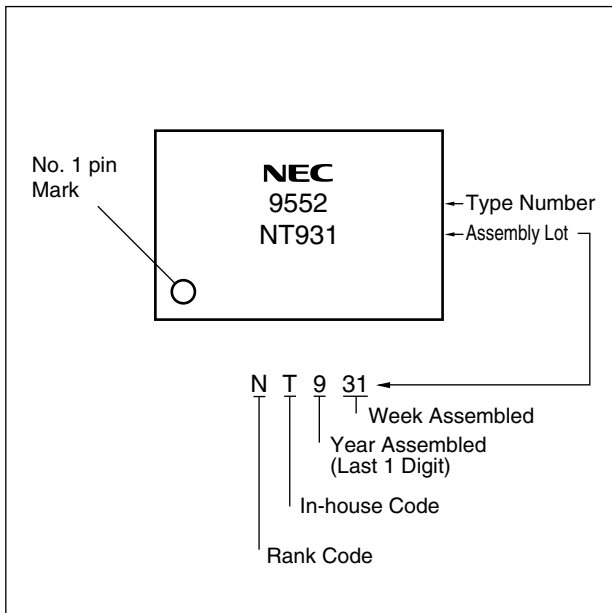 No. 1 pin
Mark
NEC
9552
NT931
Type Number
Assembly Lot
N T 9 31
Week Assembled
Year Assembled
(Last 1 Digit)
In-house Code
Rank Code